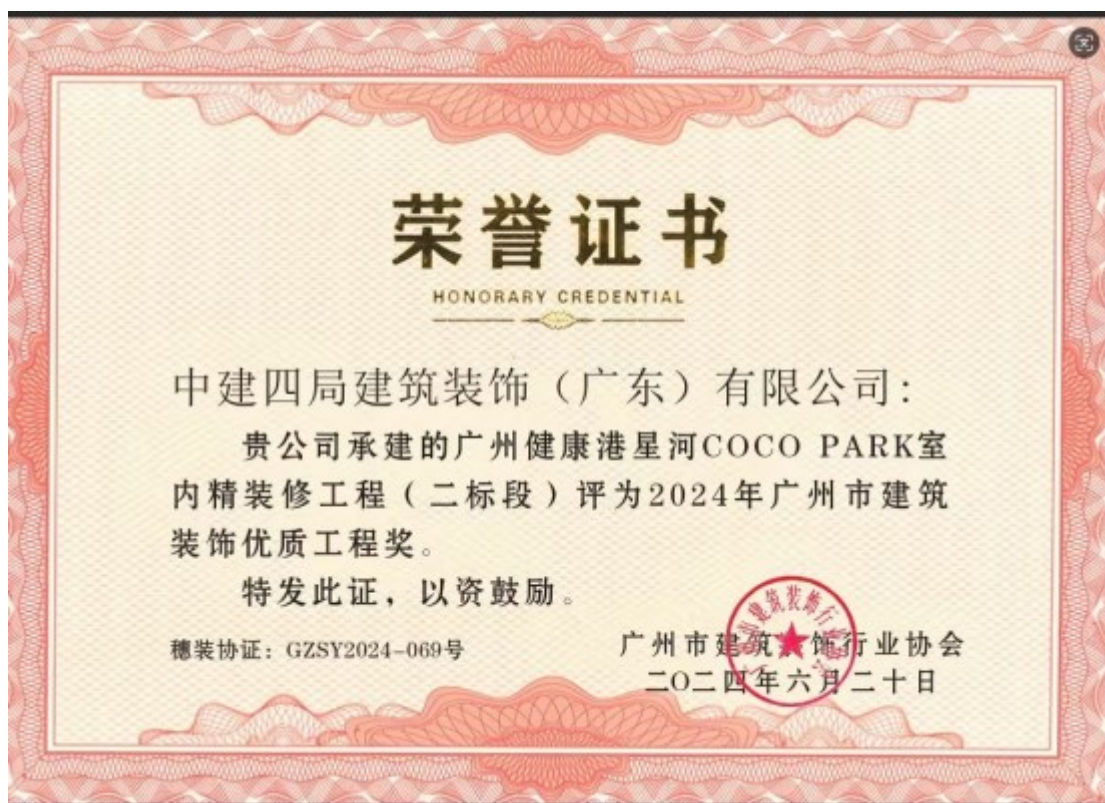 荣誉证书
HONORARY CREDENTIAL
中建四局建筑装饰（广东）有限公司：
贵公司承建的广州健康港星河COCO PARK室
内精装修工程（二标段）评为2024年广州市建筑
装饰优质工程奖。
特发此证，以资鼓励。
穗装协证：GZSY2024-069号
广州市建筑装饰行业协会
二〇二四年六月二十日